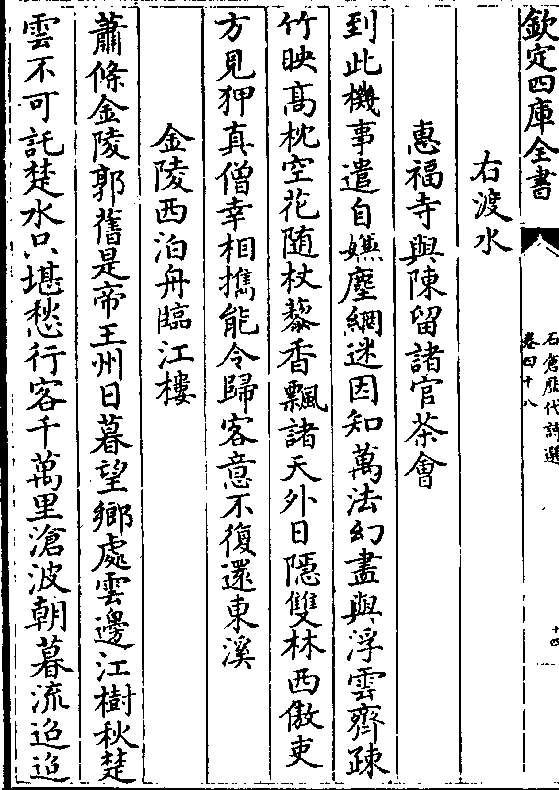 欽定四庫全書
石倉歷代詩選
卷四十八
十四
右渡水
惠福寺與陳留諸官茶會
到此機事遣自嫌塵網迷因知萬法幻盡與浮雲齊疎
竹映髙枕空花随杖藜香飄諸天外日隱雙林西傲吏
方見狎真僧幸相擕能令歸客意不復還東溪
金陵西泊舟臨江樓
蕭條金陵郭舊是帝王州日暮望鄉處雲邊江樹秋楚
雲不可託楚水只堪愁行客千萬里滄波朝暮流迢迢